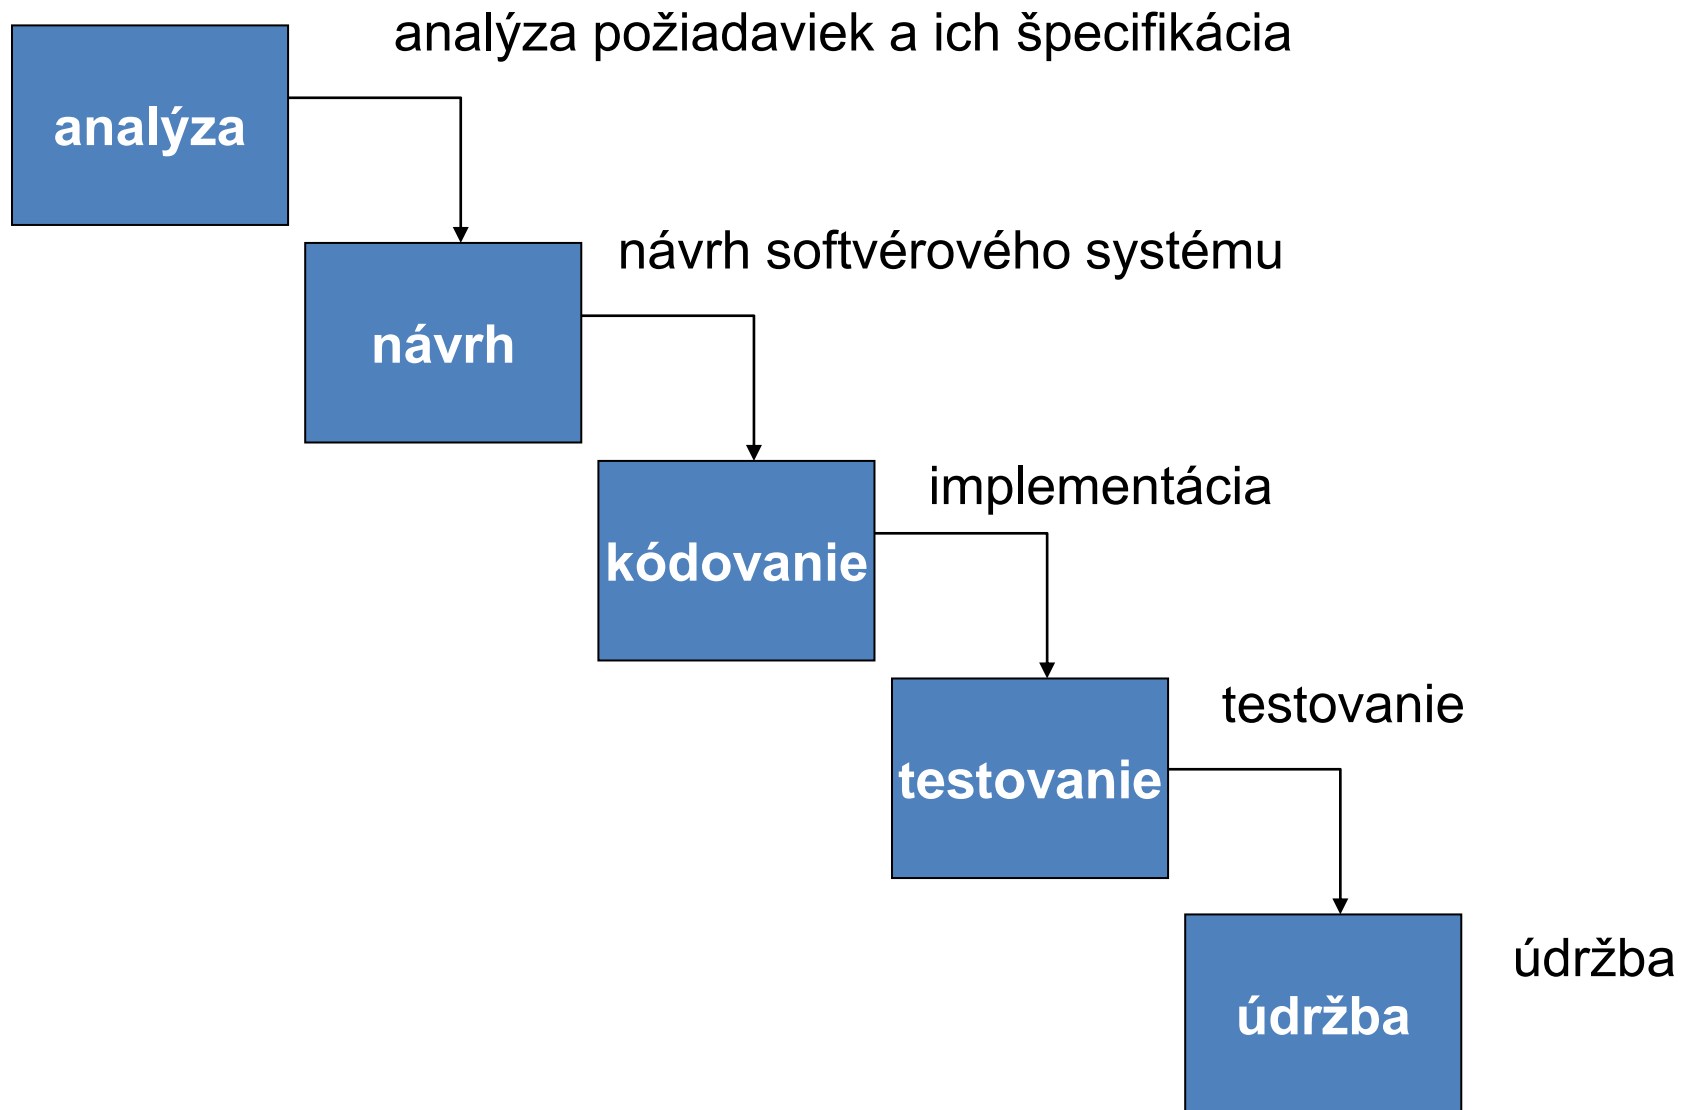 analýza požiadaviek a ich špecifikácia
analýza
návrh softvérového systému
návrh
implementácia
kódovanie
testovanie
testovanie
údržba
údržba